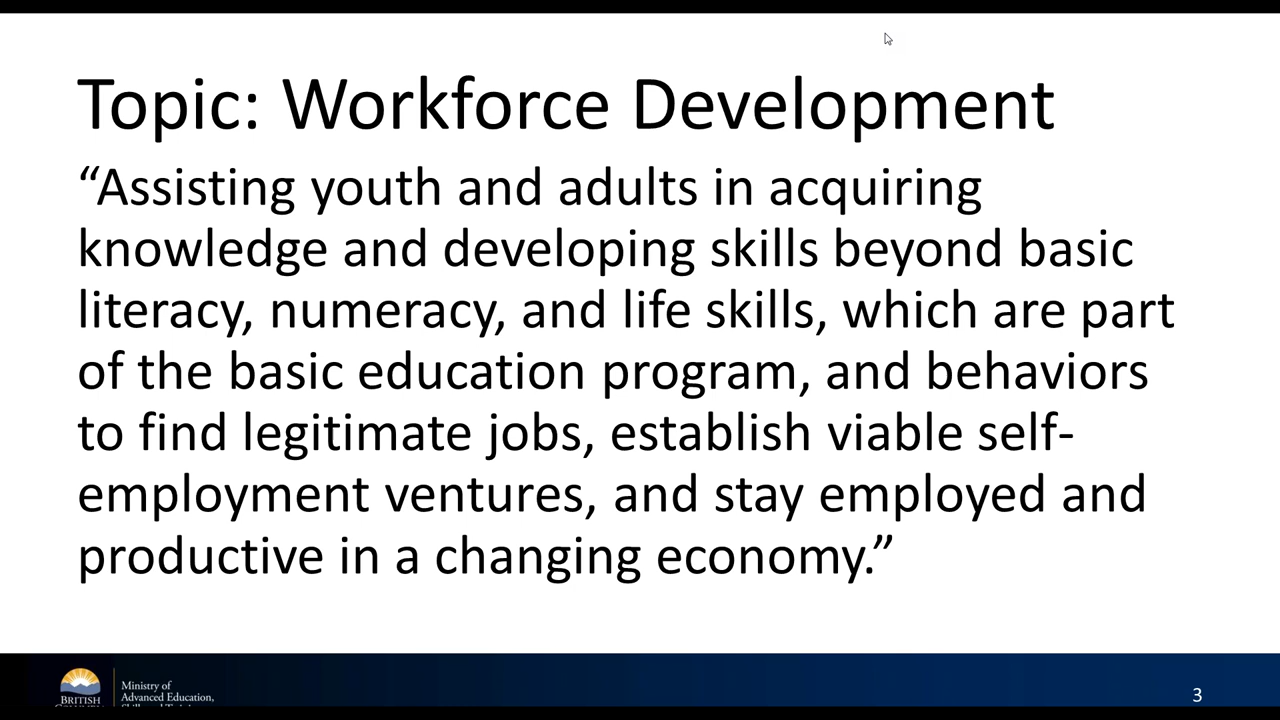 Topic: Workforce Development
“Assisting youth and adults in acquiring
knowledge and developing skills beyond basic
literacy, numeracy, and life skills, which are part
of the basic education program, and behaviors
to find legitimate jobs, establish viable self-
employment ventures, and stay employed and
productive in a changing economy.”
BRITISH
Ministry of
Advanced Education,
3